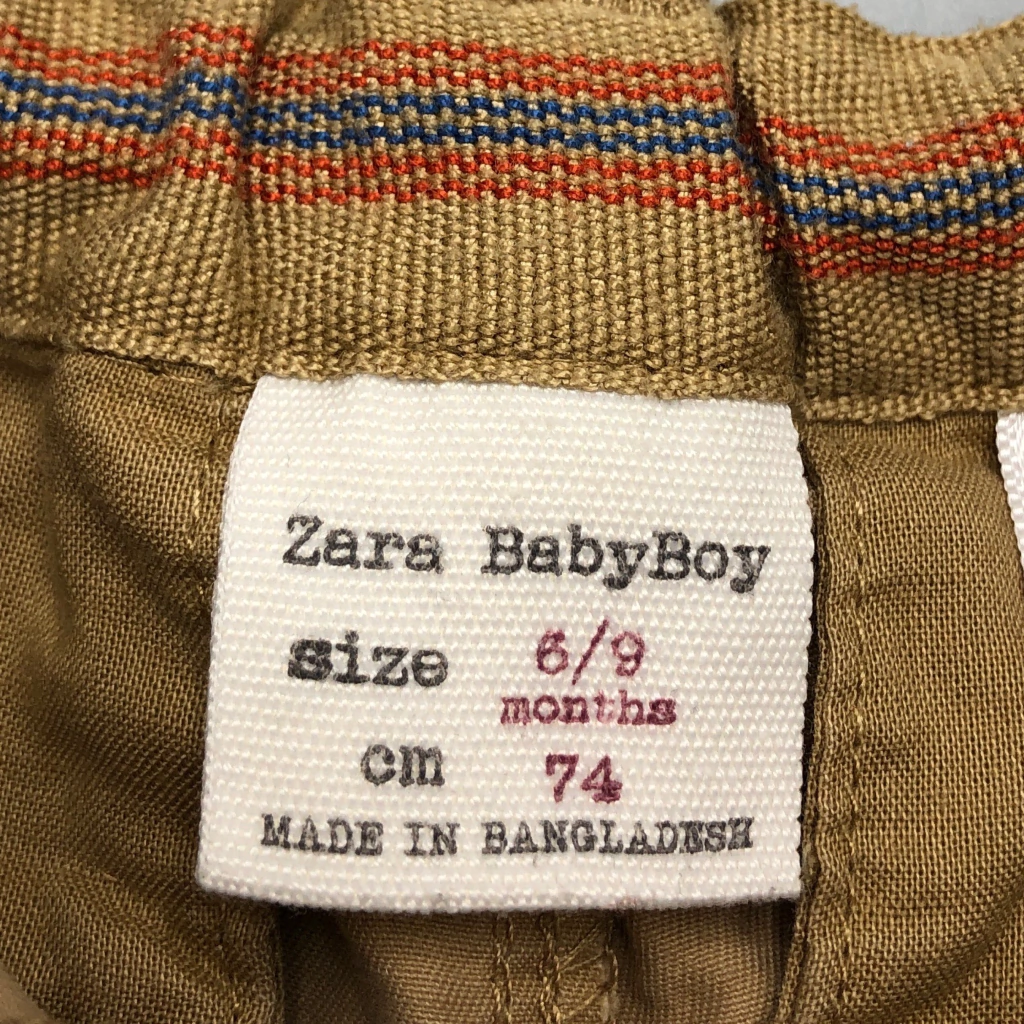 Zara BabyBoy
size 6/9
months
cm 74
MADE IN BANGLADESH